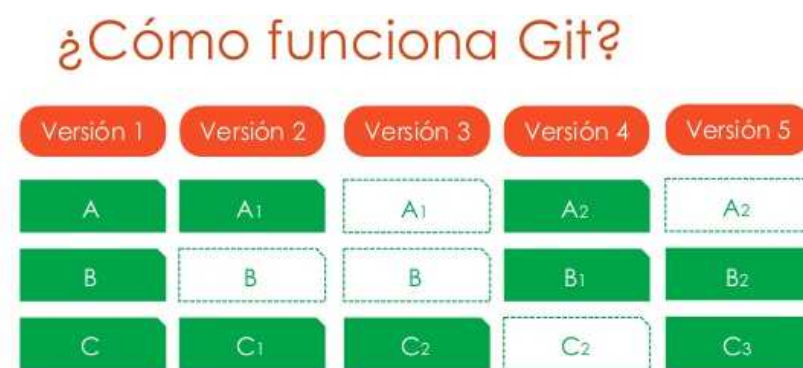 ¿Cómo funciona Git?
Versión 1 Versión 2 Versión 3 Versión 4 Versión 5
A A1 A1 A2 A2
B B B B1 B2
C C1 C2 C2 C3